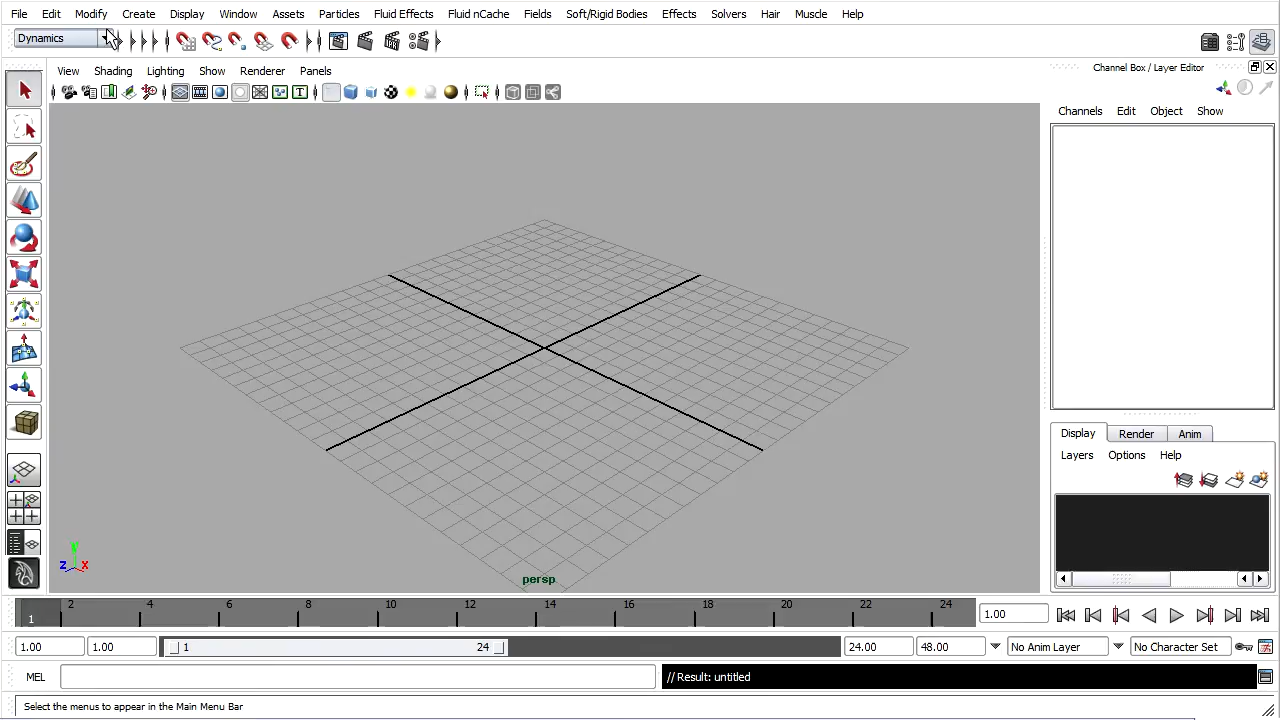 File Edit Modify Create Display Window Assets Particles Fluid Effects Fluid nCache Fields Soft/Rigid Bodies Effects Solvers Hair Muscle Help
Dynamics
Channel Box / Layer Editor
View Shading Lighting Show Renderer Panels
Channels Edit Object Show
Display Render Anim
Layers Options Help
y
z x
persp
2 4 6 8 10 12 14 16 18 20 22 24
1
1.00
1.00 1.00 1 24 24.00 48.00 No Anim Layer No Character Set
MEL // Result: untitled
Select the menus to appear in the Main Menu Bar